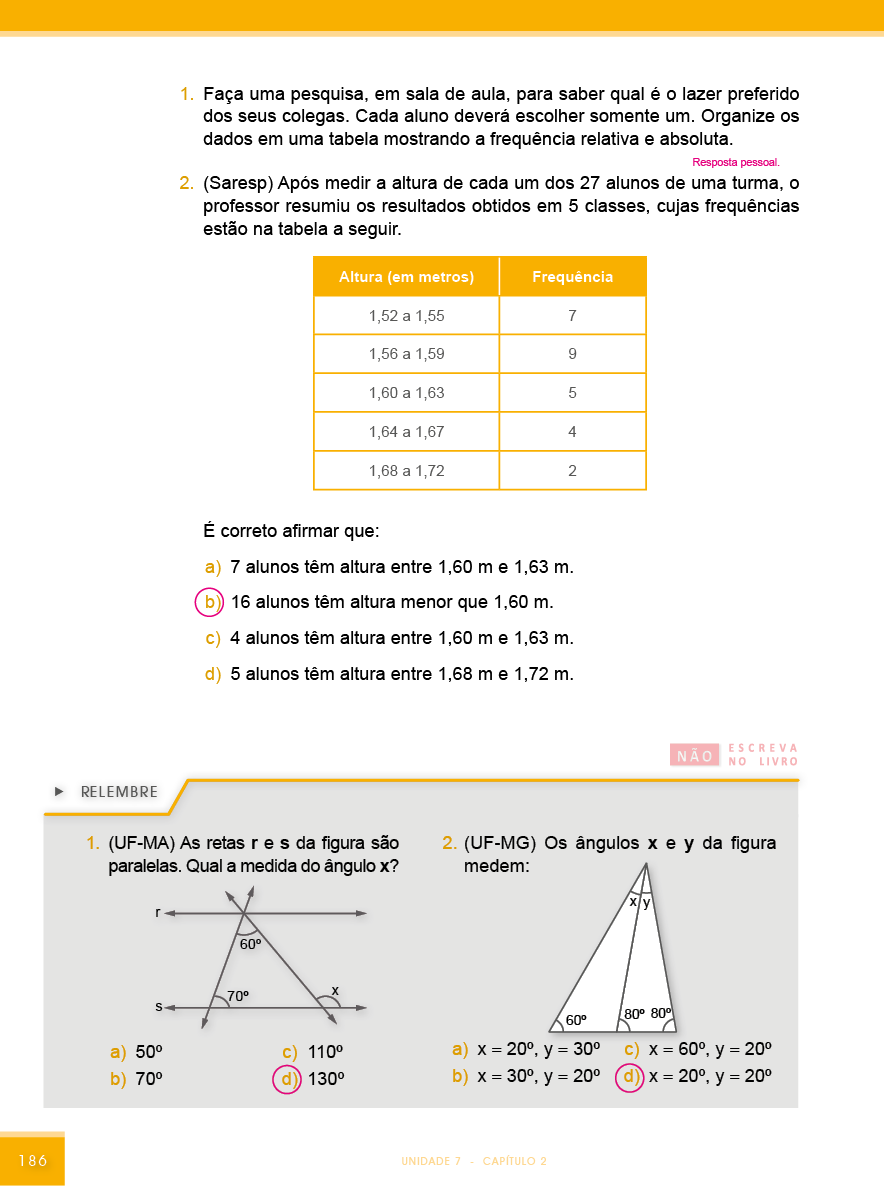 1. Faça uma pesquisa, em sala de aula, para saber qual é o lazer preferido
dos seus colegas. Cada aluno deverá escolher somente um. Organize os
dados em uma tabela mostrando a frequência relativa e absoluta.
Resposta pessoal.
2. (Saresp) Após medir a altura de cada um dos 27 alunos de uma turma, o
professor resumiu os resultados obtidos em 5 classes, cujas frequências
estão na tabela a seguir.
Altura (em metros) Frequência
1,52 a 1,55 7
1,56 a 1,59 9
1,60 a 1,63 5
1,64 a 1,67 4
1,68 a 1,72 2
É correto afirmar que:
a) 7 alunos têm altura entre 1,60 m e 1,63 m.
b) 16 alunos têm altura menor que 1,60 m.
c) 4 alunos têm altura entre 1,60 m e 1,63 m.
d) 5 alunos têm altura entre 1,68 m e 1,72 m.
NÃO ESCREVA
NO LIVRO
RELEMBRE
1. (UF-MA) As retas r e s da figura são
paralelas. Qual a medida do ângulo x?
r
60º
70º
x
s
a) 50º
c) 110º
b) 70º
d) 130º
2. (UF-MG) Os ângulos x e y da figura
medem:
x y
60º 80º 80º
a) x = 20º, y = 30º
c) x = 60º, y = 20º
b) x = 30º, y = 20º
d) x = 20º, y = 20º
186
UNIDADE 7 - CAPÍTULO 2